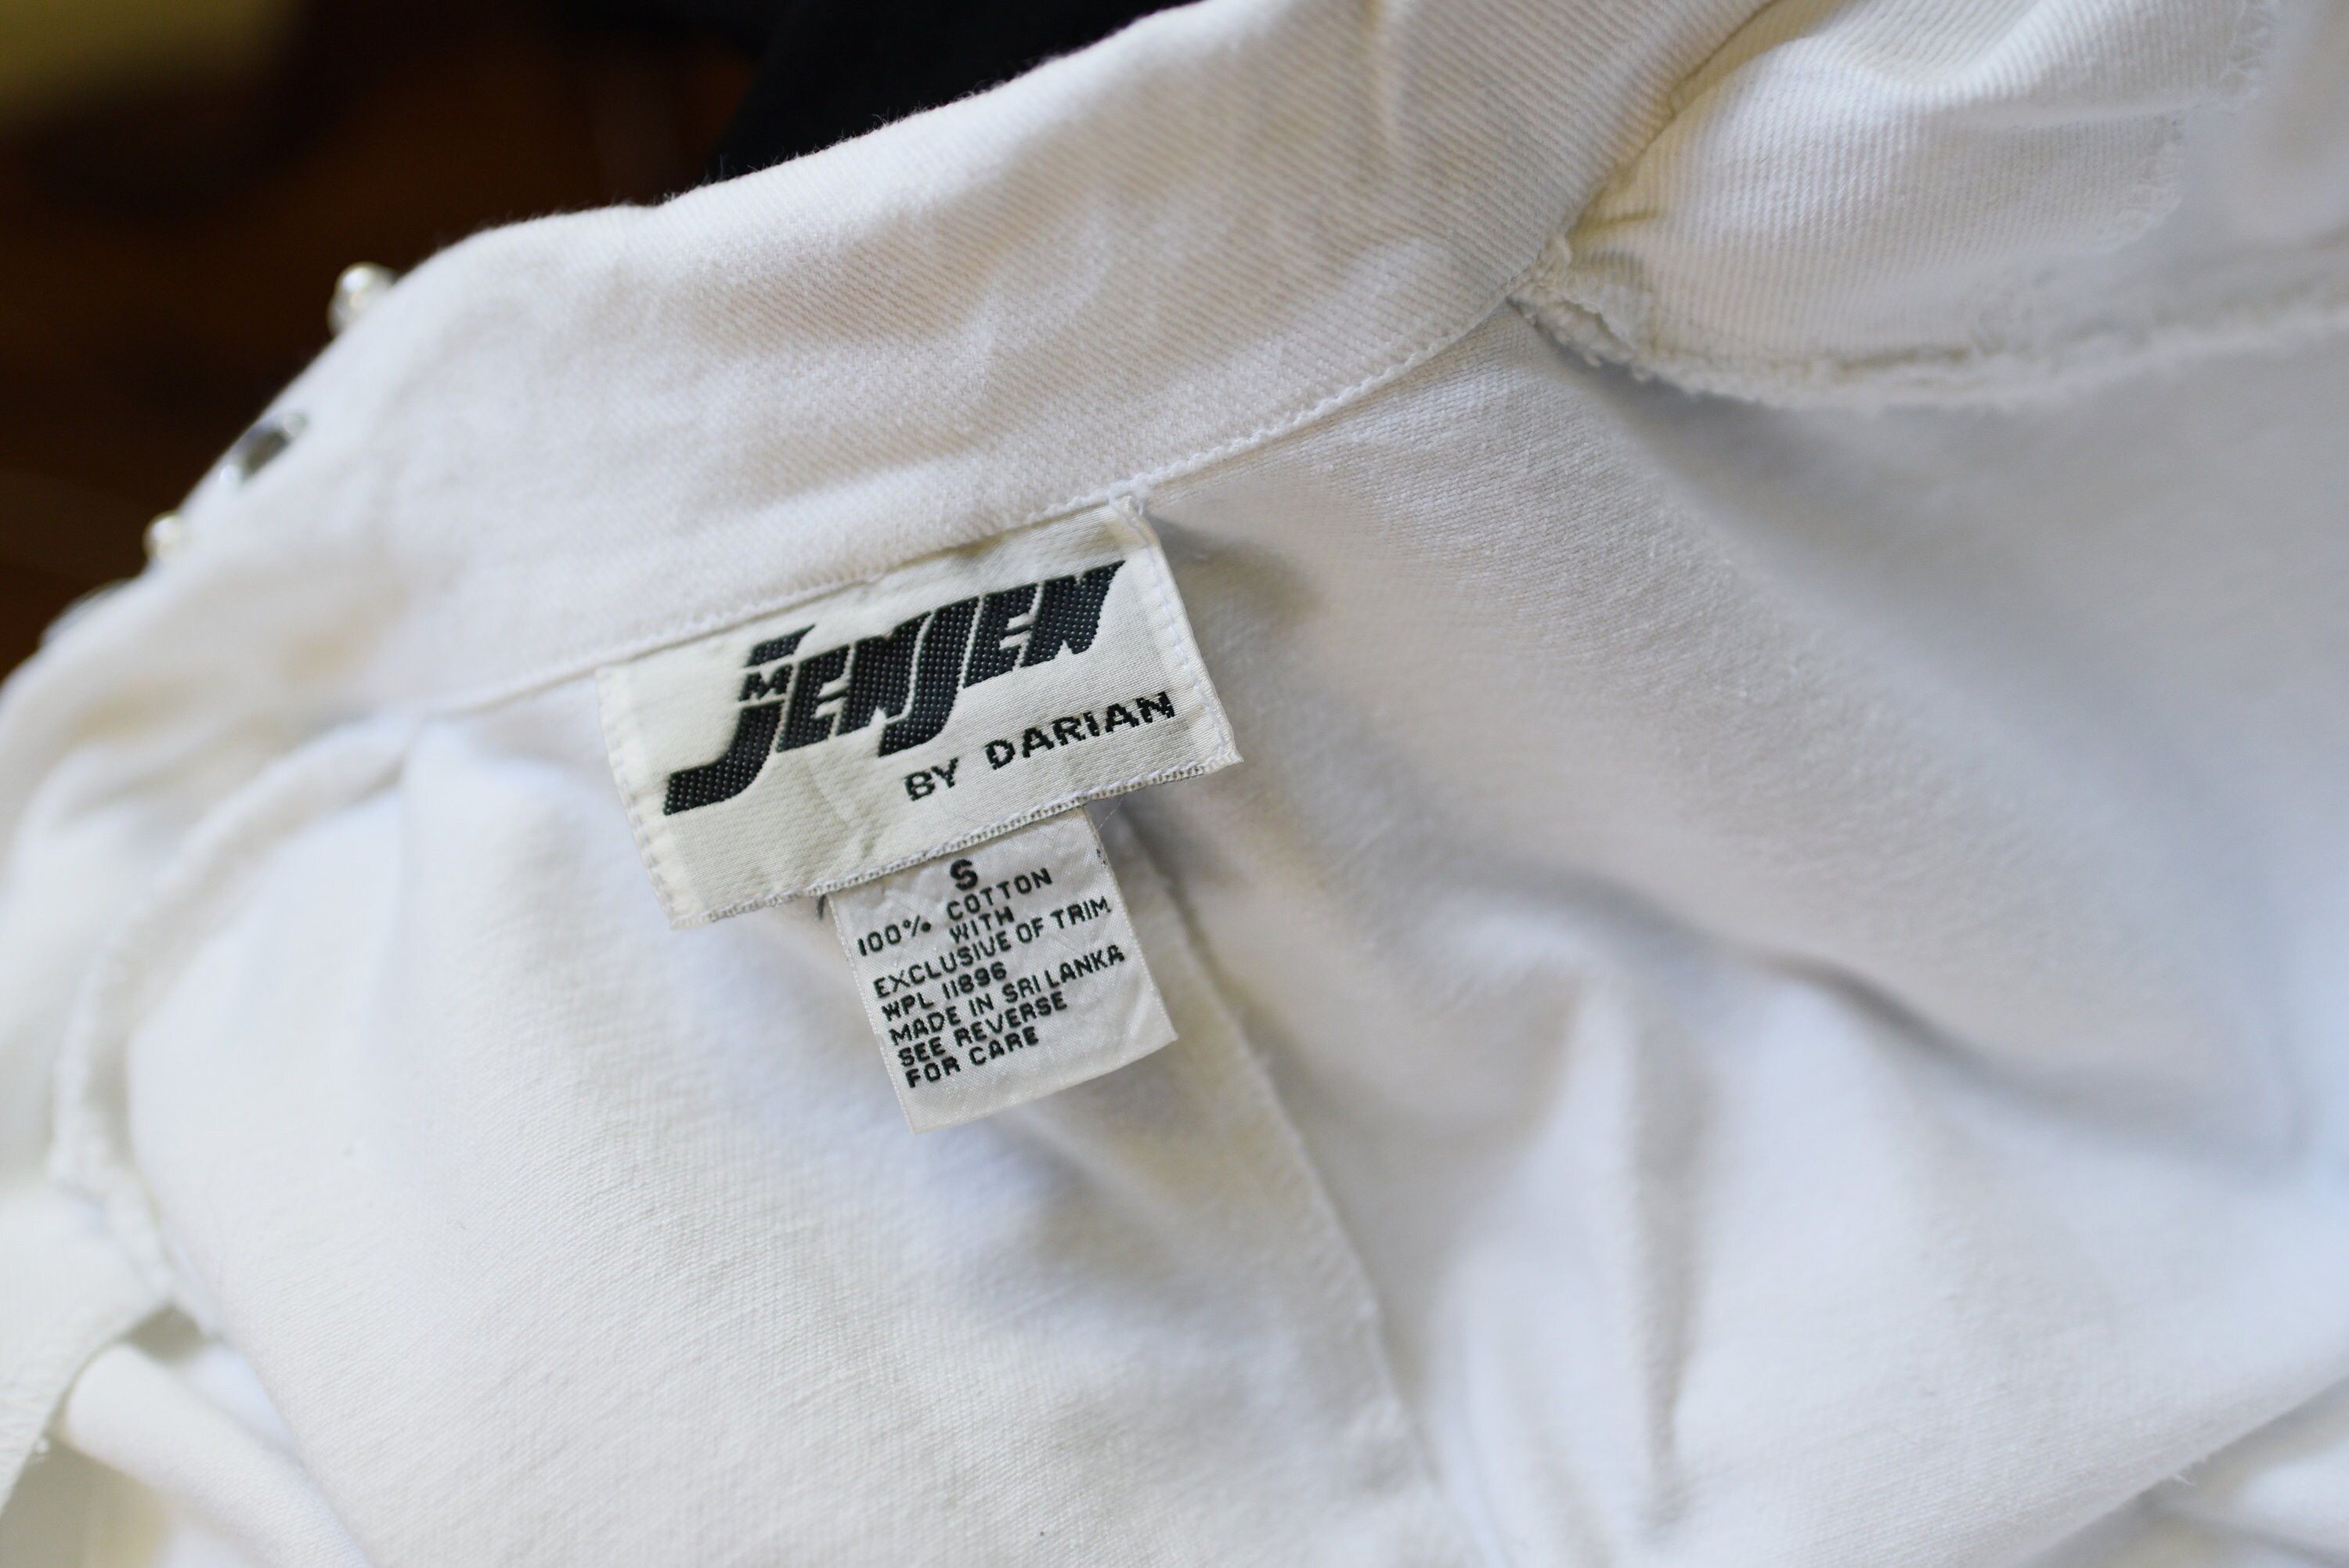 M JENSEN
BY DARIAN
S
100% COTTON
WITH
EXCLUSIVE OF TRIM
WPL 11896
MADE IN SRI LANKA
SEE REVERSE
FOR CARE